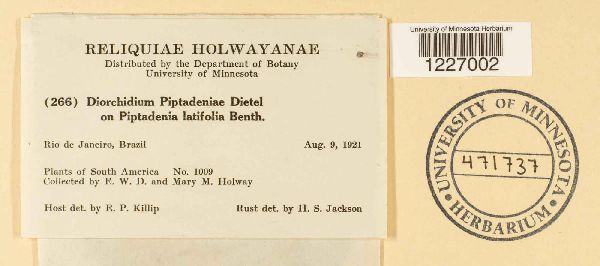 RELIQUIAE HOLWAYANAE
Distributed by the Department of Botany
University of Minnesota
(266) Diorchidium Piptadeniae Dietel
on Piptadenia latifolia Benth.
Rio de Janeiro, Brazil Aug. 9, 1921
Plants of South America No. 1009
Collected by E. W. D. and Mary M. Holway
Host det. by E. P. Killip Rust det. by H. S. Jackson
University of Minnesota Herbarium
1227002
UNIVERSITY OF MINNESOTA
471737
HERBARIUM